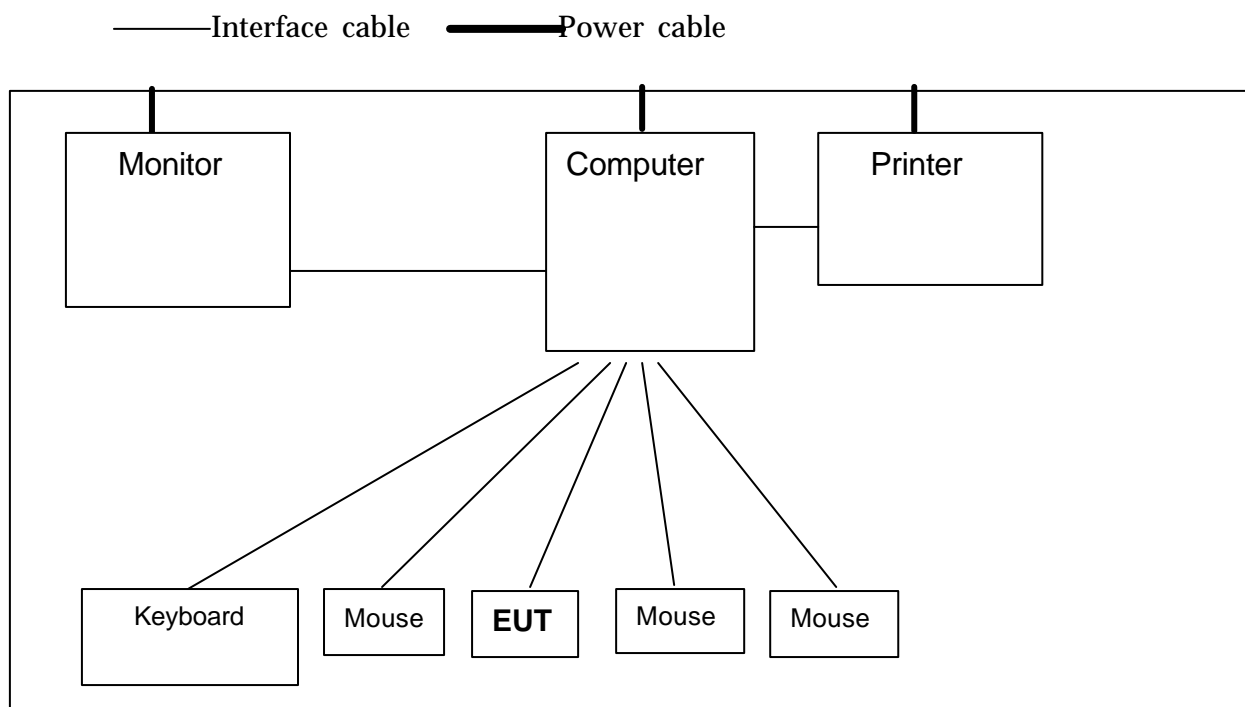 Interface cable Power cable
Monitor Computer Printer
Keyboard Mouse EUT Mouse Mouse